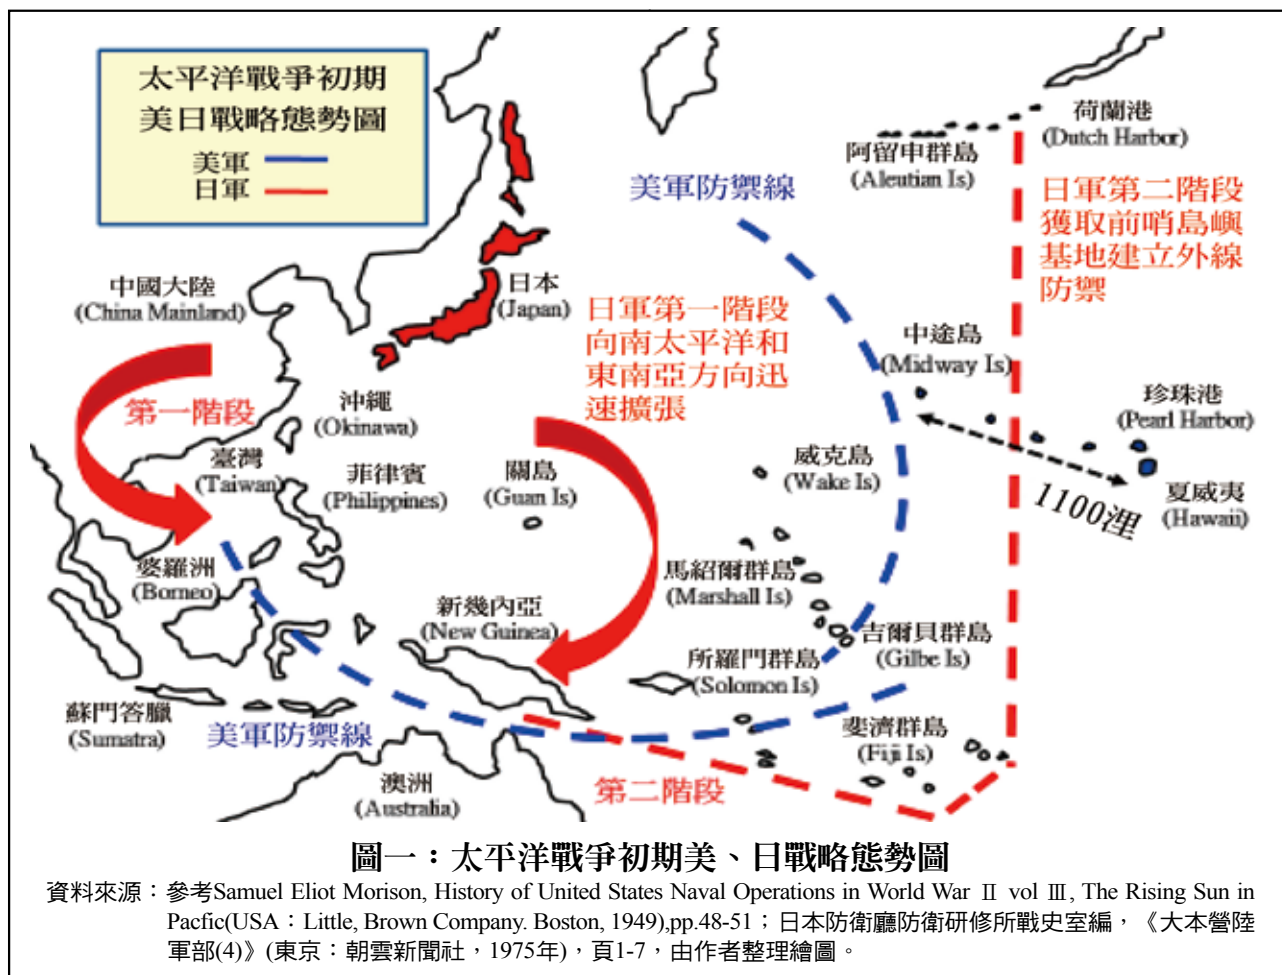 太平洋戰爭初期
美日戰略態勢圖
美軍
日軍
荷蘭港
(Dutch Harbor)
阿留申群島
(Aleutian Is)
美軍防禦線
日軍第二階段
獲取前哨島嶼
基地建立外線
防禦
中國大陸
(China Mainland)
日本
(Japan)
日軍第一階段
向南太平洋和
東南亞方向迅
速擴張
中途島
(Midway Is)
珍珠港
(Pearl Harbor)
第一階段
沖繩
(Okinawa)
臺灣
(Taiwan)
菲律賓
(Philippines)
關島
(Guan Is)
威克島
(Wake Is)
1100浬
夏威夷
(Hawaii)
婆羅洲
(Borneo)
新幾內亞
(New Guinea)
馬紹爾群島
(Marshall Is)
吉爾貝群島
(Gilbe Is)
所羅門群島
(Solomon Is)
蘇門答臘
(Sumatra)
美軍防禦線
斐濟群島
(Fiji Is)
澳洲
(Australia)
第二階段
圖一：太平洋戰爭初期美、日戰略態勢圖
資料來源：參考Samuel Eliot Morison, History of United States Naval Operations in World War Ⅱ vol Ⅲ, The Rising Sun in
Pacfic(USA：Little, Brown Company. Boston, 1949),pp.48-51；日本防衛廳防衛研修所戰史室編，《大本營陸
軍部(4)》(東京：朝雲新聞社，1975年)，頁1-7，由作者整理繪圖。